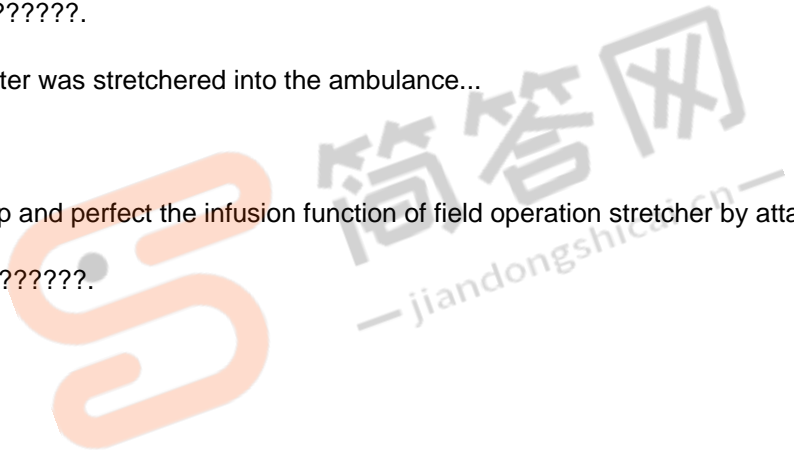 ??????.
ter was stretchered into the ambulance...
p and perfect the infusion function of field operation stretcher by atta
??????.
简答网
— jiandongshicai.cn —